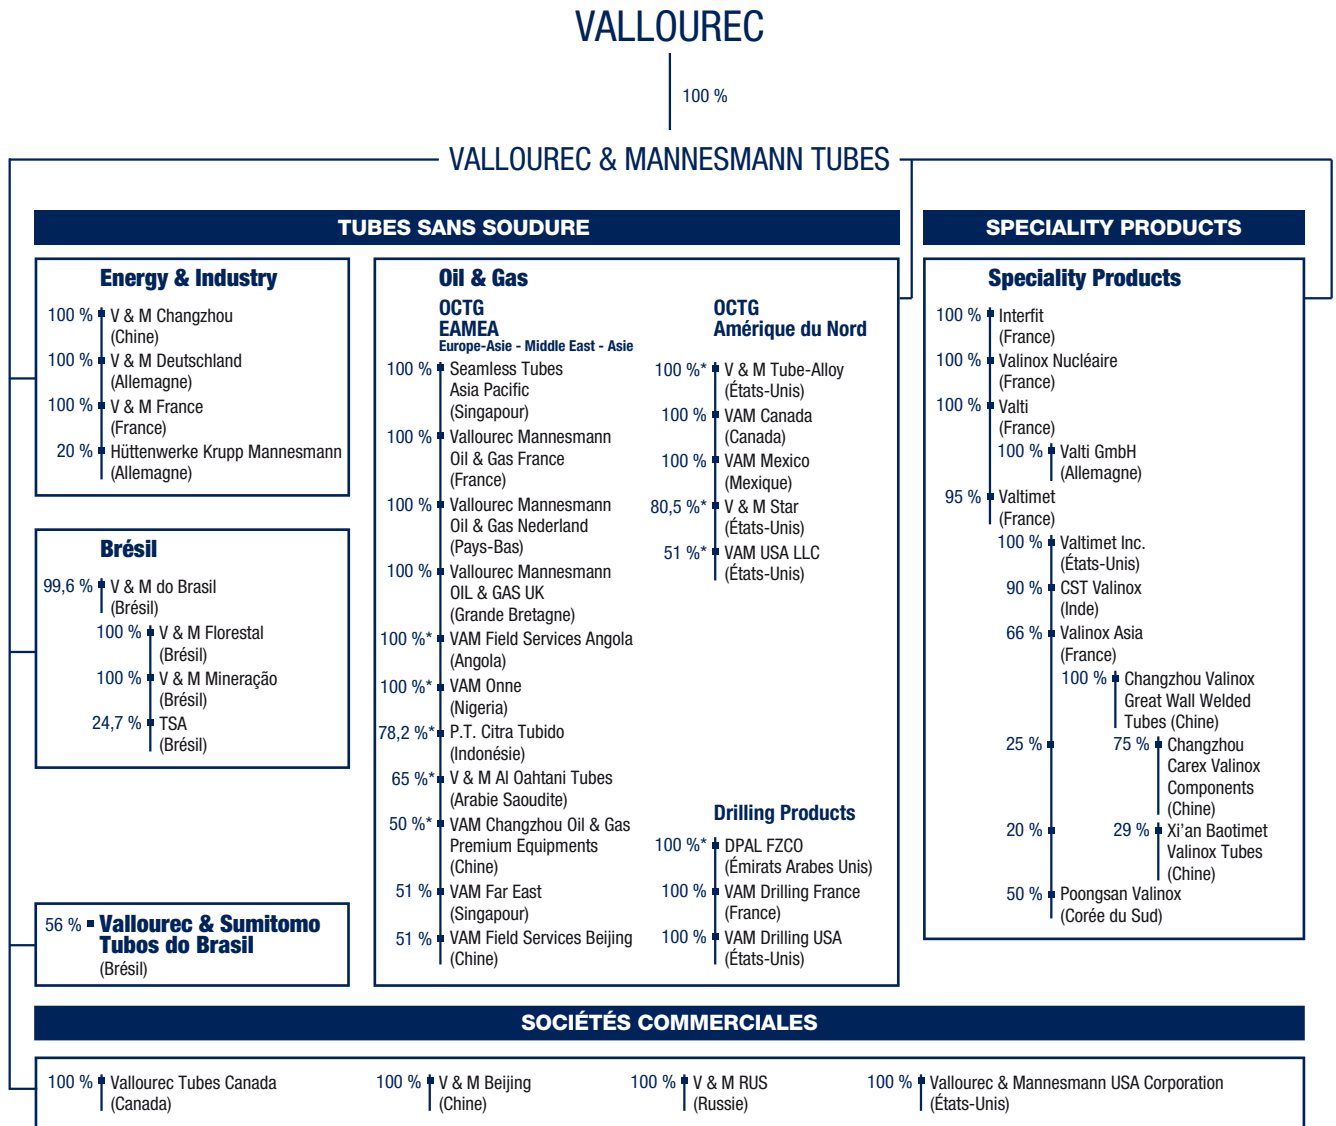 VALLOUREC
100 %
VALLOUREC & MANNESMANN TUBES
TUBES SANS SOUDURE
Energy & Industry
100 % V & M Changzhou
(Chine)
100 % V & M Deutschland
(Allemagne)
100 % V & M France
(France)
20 % Hüttenwerke Krupp Mannesmann
(Allemagne)
Brésil
99,6 % V & M do Brasil
(Brésil)
100 % V & M Florestal
(Brésil)
100 % V & M Mineração
(Brésil)
24,7 % TSA
(Brésil)
56 % Vallourec & Sumitomo
Tubos do Brasil
(Brésil)
Oil & Gas
OCTG
EAMEA
Europe-Asie - Middle East - Asie
100 % Seamless Tubes
Asia Pacific
(Singapour)
100 % Vallourec Mannesmann
Oil & Gas France
(France)
100 % Vallourec Mannesmann
Oil & Gas Nederland
(Pays-Bas)
100 % Vallourec Mannesmann
OIL & GAS UK
(Grande Bretagne)
100 %* VAM Field Services Angola
(Angola)
100 %* VAM Onne
(Nigeria)
78,2 %* P.T. Citra Tubido
(Indonésie)
65 %* V & M Al Oahtani Tubes
(Arabie Saoudite)
50 %* VAM Changzhou Oil & Gas
Premium Equipments
(Chine)
51 % VAM Far East
(Singapour)
51 % VAM Field Services Beijing
(Chine)
OCTG
Amérique du Nord
100 %* V & M Tube-Alloy
(États-Unis)
100 % VAM Canada
(Canada)
100 % VAM Mexico
(Mexique)
80,5 %* V & M Star
(États-Unis)
51 %* VAM USA LLC
(États-Unis)
Drilling Products
100 %* DPAL FZCO
(Émirats Arabes Unis)
100 % VAM Drilling France
(France)
100 % VAM Drilling USA
(États-Unis)
SPECIALITY PRODUCTS
Speciality Products
100 % Interfit
(France)
100 % Valinox Nucléaire
(France)
100 % Valti
(France)
100 % Valti GmbH
(Allemagne)
95 % Valtimet
(France)
100 % Valtimet Inc.
(États-Unis)
90 % CST Valinox
(Inde)
66 % Valinox Asia
(France)
100 % Changzhou Valinox
Great Wall Welded
Tubes (Chine)
25 % 75 % Changzhou
Carex Valinox
Components
(Chine)
20 % 29 % Xi'an Baotimet
Valinox Tubes
(Chine)
50 % Poongsan Valinox
(Corée du Sud)
SOCIÉTÉS COMMERCIALES
100 % Vallourec Tubes Canada
(Canada)
100 % V & M Beijing
(Chine)
100 % V & M RUS
(Russie)
100 % Vallourec & Mannesmann USA Corporation
(États-Unis)